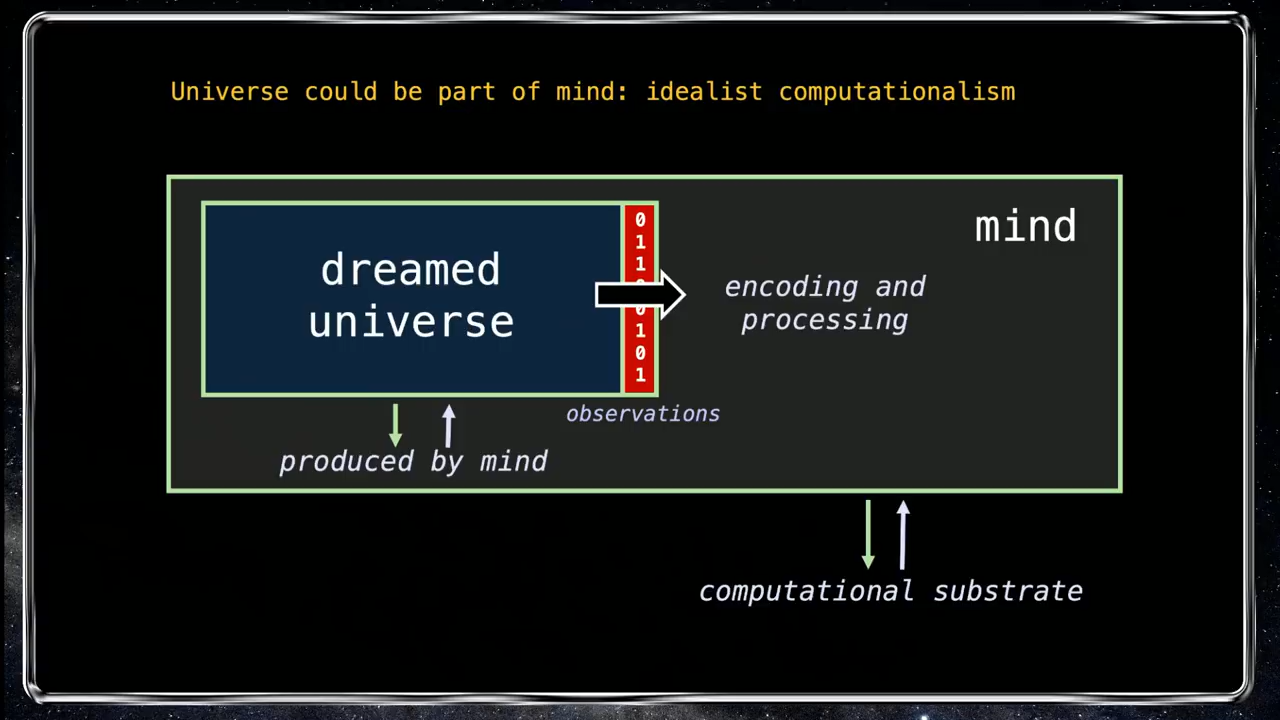 Universe could be part of mind: idealist computationalism
mind
dreamed
universe
0
1
1
0
0
1
0
1
encoding and
processing
observations
produced by mind
computational substrate